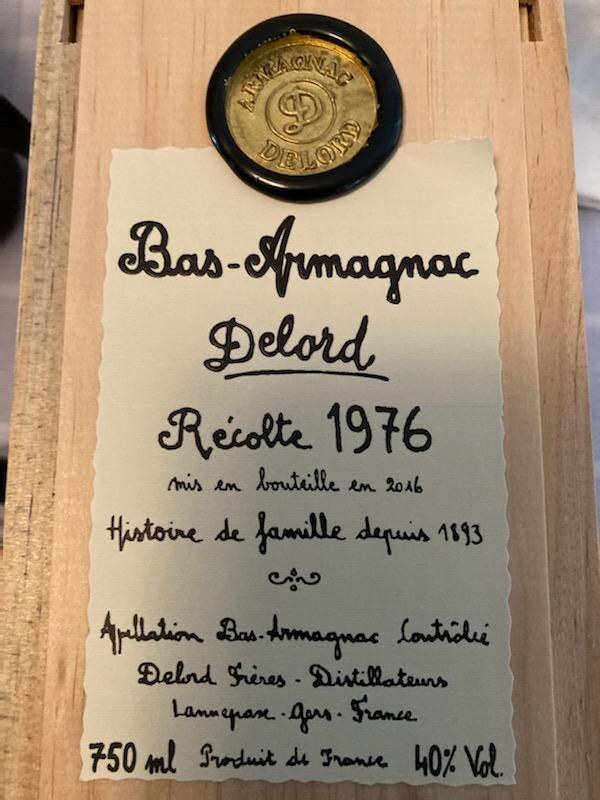 ARMAGNAC
D
DELORD
Bas-Armagnac
Delord
Récolte 1976
mis en bouteille en 2016
Histoire de famille depuis 1893
Appellation Bas-Armagnac Contrôlée
Delord Frères - Distillateurs
Lannepax - Gers - France
750 ml Produit de France 40% Vol.